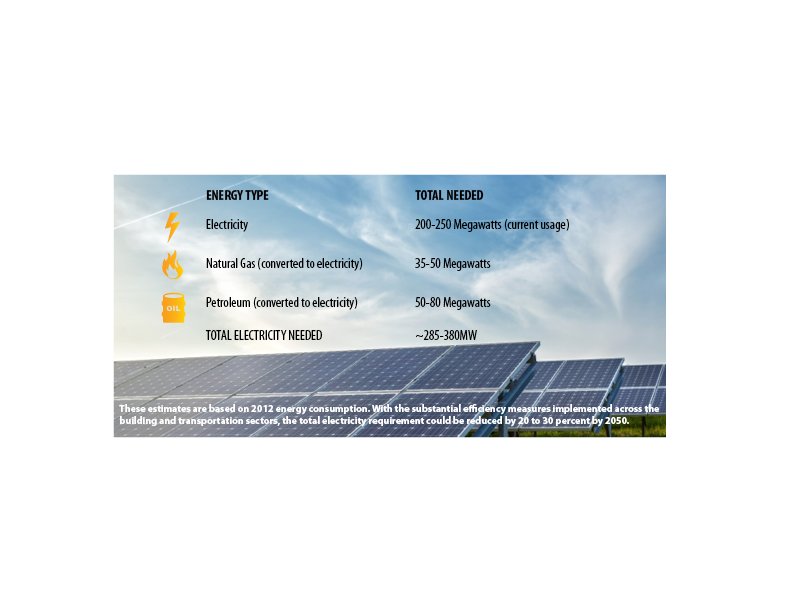 ENERGY TYPE TOTAL NEEDED
Electricity 200-250 Megawatts (current usage)
Natural Gas (converted to electricity) 35-50 Megawatts
OIL
Petroleum (converted to electricity) 50-80 Megawatts
TOTAL ELECTRICITY NEEDED ~285-380MW
These estimates are based on 2012 energy consumption. With the substantial efficiency measures implemented across the
building and transportation sectors, the total electricity requirement could be reduced by 20 to 30 percent by 2050.